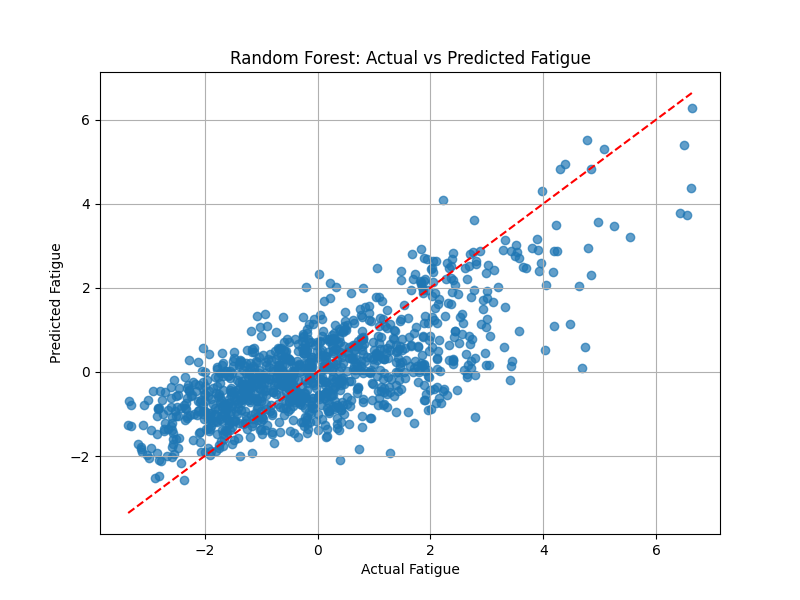 Random Forest: Actual vs Predicted Fatigue
6
4
2
0
−2
Predicted Fatigue
−2 0 2 4 6
Actual Fatigue